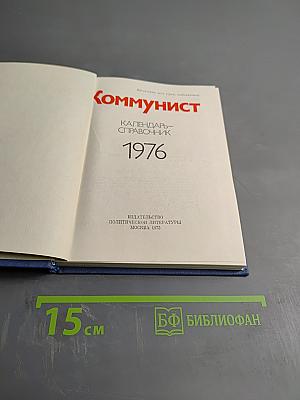 Коммунист
КАЛЕНДАРЬ–
СПРАВОЧНИК
1976
ИЗДАТЕЛЬСТВО
ПОЛИТИЧЕСКОЙ ЛИТЕРАТУРЫ
МОСКВА 1975
15 см
БФ БИБЛИОФАН